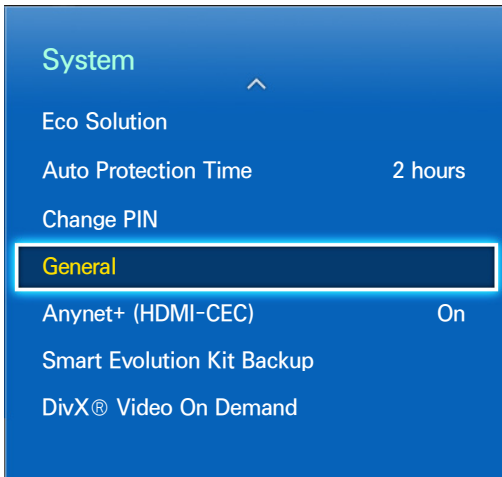 System
Eco Solution
Auto Protection Time 2 hours
Change PIN
General
Anynet+ (HDMI-CEC) On
Smart Evolution Kit Backup
DivX® Video On Demand